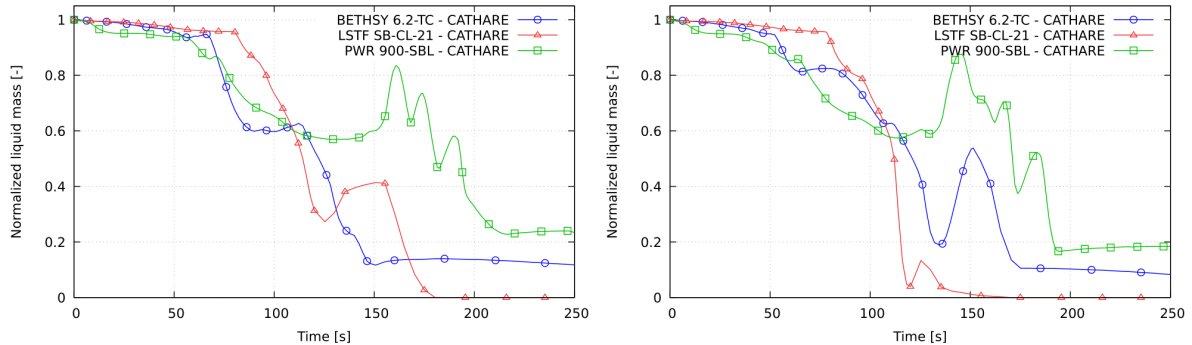 BETHSY 6.2-TC - CATHARE
LSTF SB-CL-21 - CATHARE
PWR 900-SBL - CATHARE
Normalized liquid mass [-]
1
0.8
0.6
0.4
0.2
0
0 50 100 150 200 250
Time [s]
BETHSY 6.2-TC - CATHARE
LSTF SB-CL-21 - CATHARE
PWR 900-SBL - CATHARE
Normalized liquid mass [-]
1
0.8
0.6
0.4
0.2
0
0 50 100 150 200 250
Time [s]